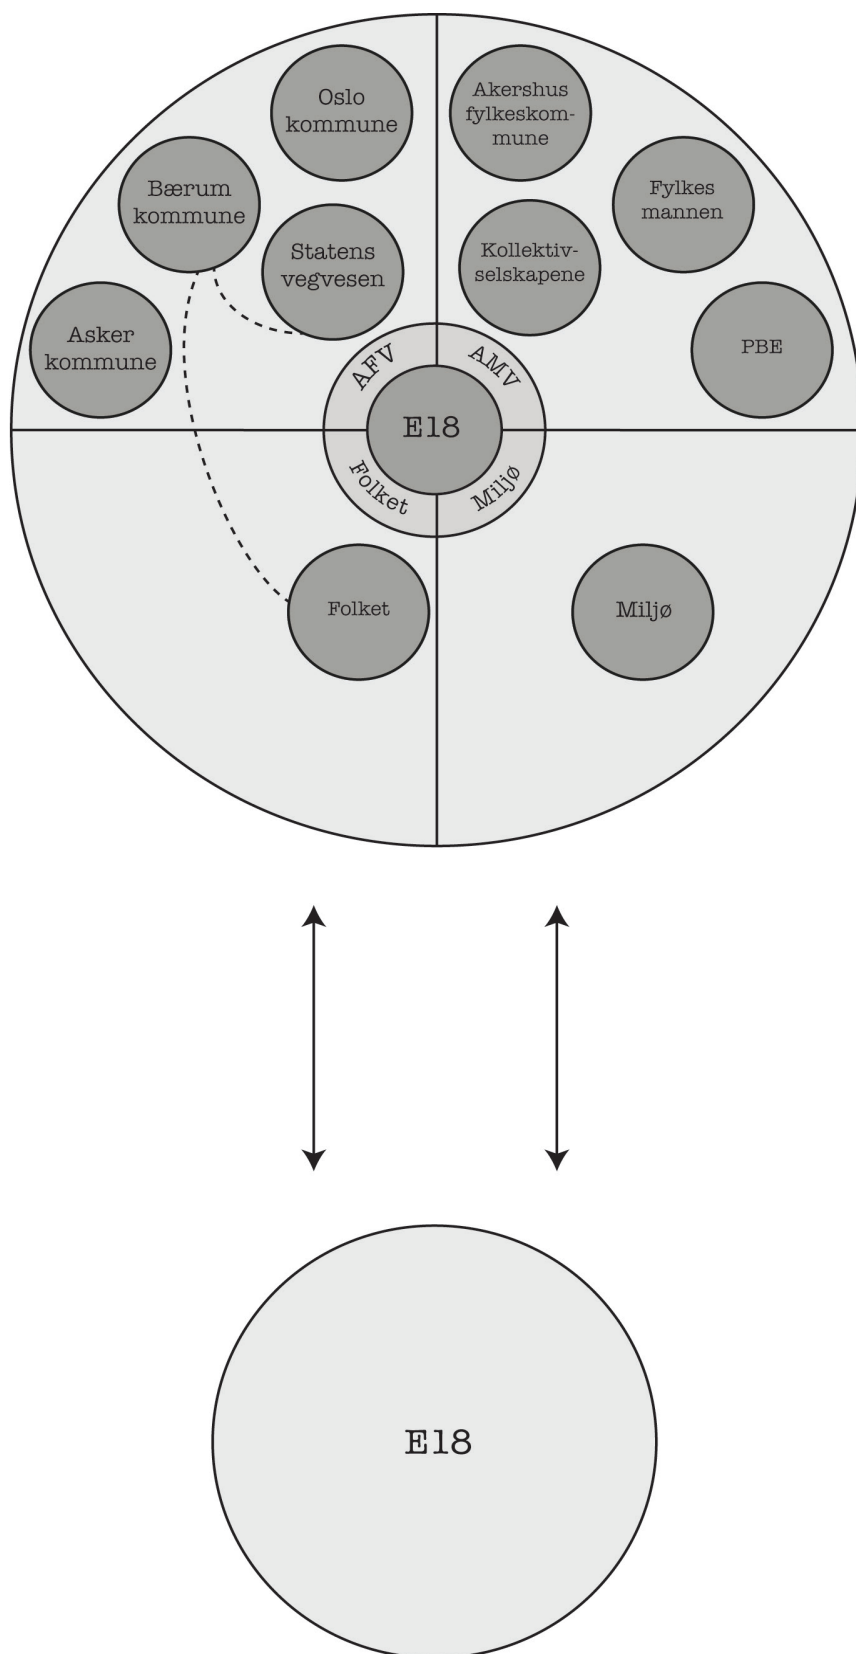 Oslo
kommune
Akershus
fylkeskom-
mune
Bærum
kommune
Fylkes
mannen
Statens
vegvesen
Kollektiv-
selskapene
Asker
kommune
PBE
AFV
AMV
E18
Folket
Miljø
Folket
Miljø
E18